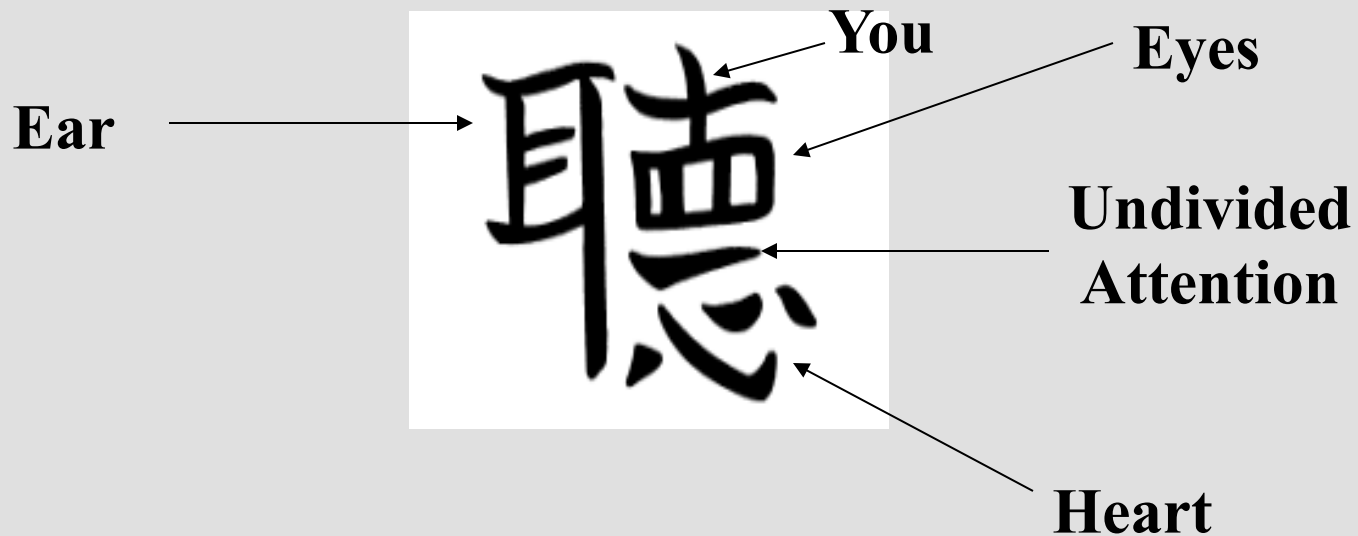 You
Eyes
Ear
聽
Undivided
Attention
Heart